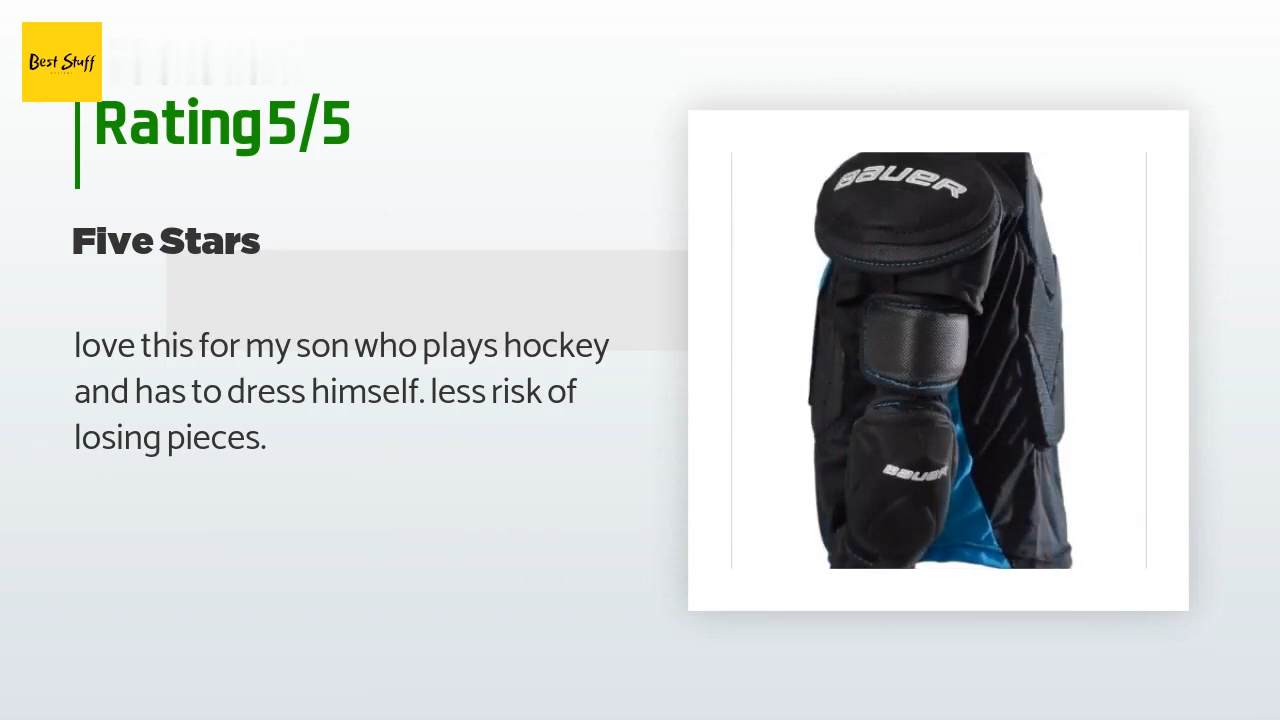 Best Stuff
Rating 5/5
Five Stars
love this for my son who plays hockey
and has to dress himself. less risk of
losing pieces.
BAUER
BAUER